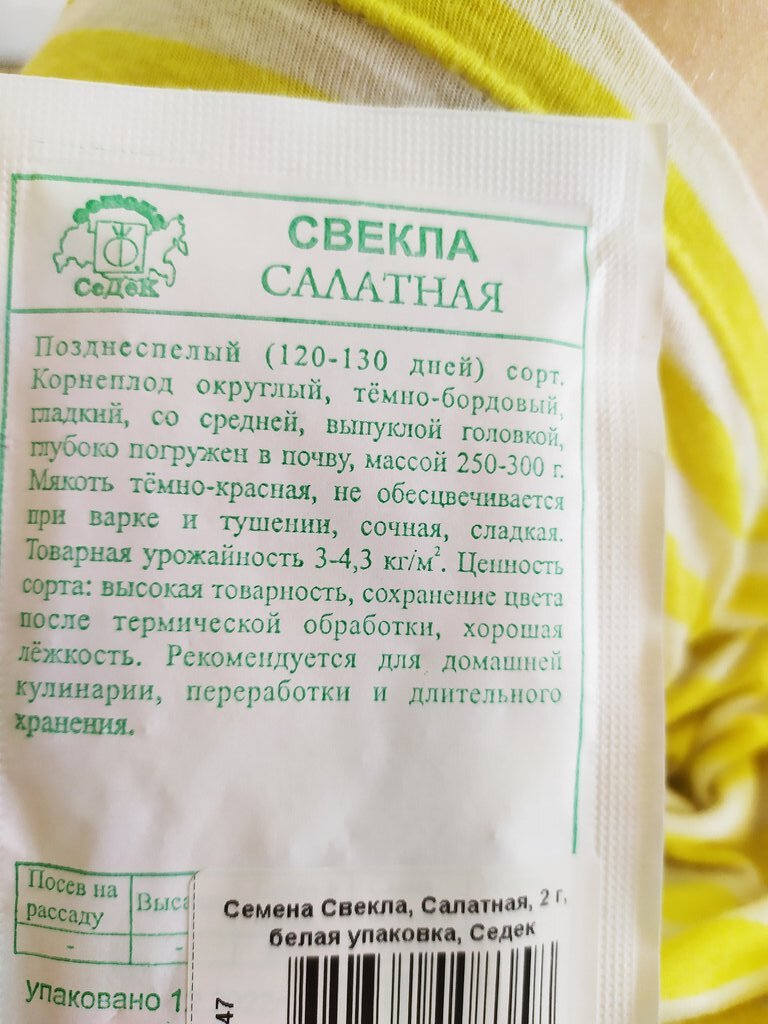 СеДеК
СВЕКЛА
САЛАТНАЯ
Позднеспелый (120-130 дней) сорт.
Корнеплод округлый, тёмно-бордовый,
гладкий, со средней, выпуклой головкой,
глубоко погружен в почву, массой 250-300 г.
Мякоть тёмно-красная, не обесцвечивается
при варке и тушении, сочная, сладкая.
Товарная урожайность 3-4,3 кг/м². Ценность
сорта: высокая товарность, сохранение цвета
после термической обработки, хорошая
лёжкость. Рекомендуется для домашней
кулинарии, переработки и длительного
хранения.
Посев на
рассаду
Выса
-
-
упаковано 1
Семена Свекла, Салатная, 2 г,
белая упаковка, Седек
47